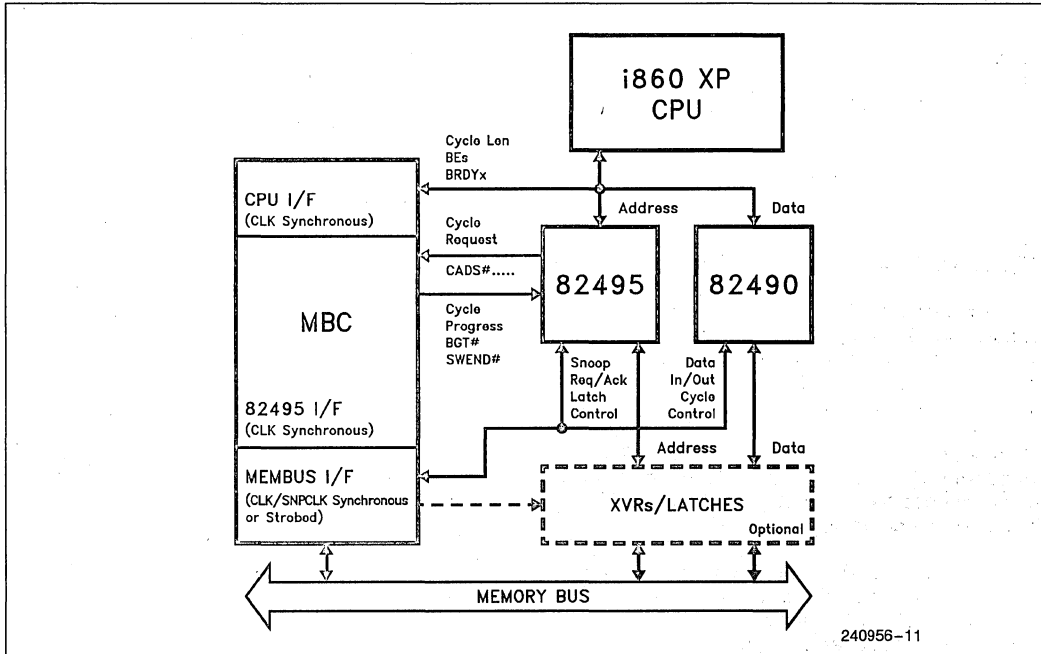 i860 XP
CPU
Cycle Len
BEs
BRDYx
CPU I/F
(CLK Synchronous)
Address
Data
Cycle
Request
CADS#.....
82495
82490
MBC
Cycle
Progress
BGT#
SWEND#
Snoop
Req/Ack
Latch
Control
Data
In/Out
Cycle
Control
82495 I/F
(CLK Synchronous)
Address
Data
MEMBUS I/F
(CLK/SNPCLK Synchronous
or Strobed)
XVRs/LATCHES
Optional
MEMORY BUS
240956-11